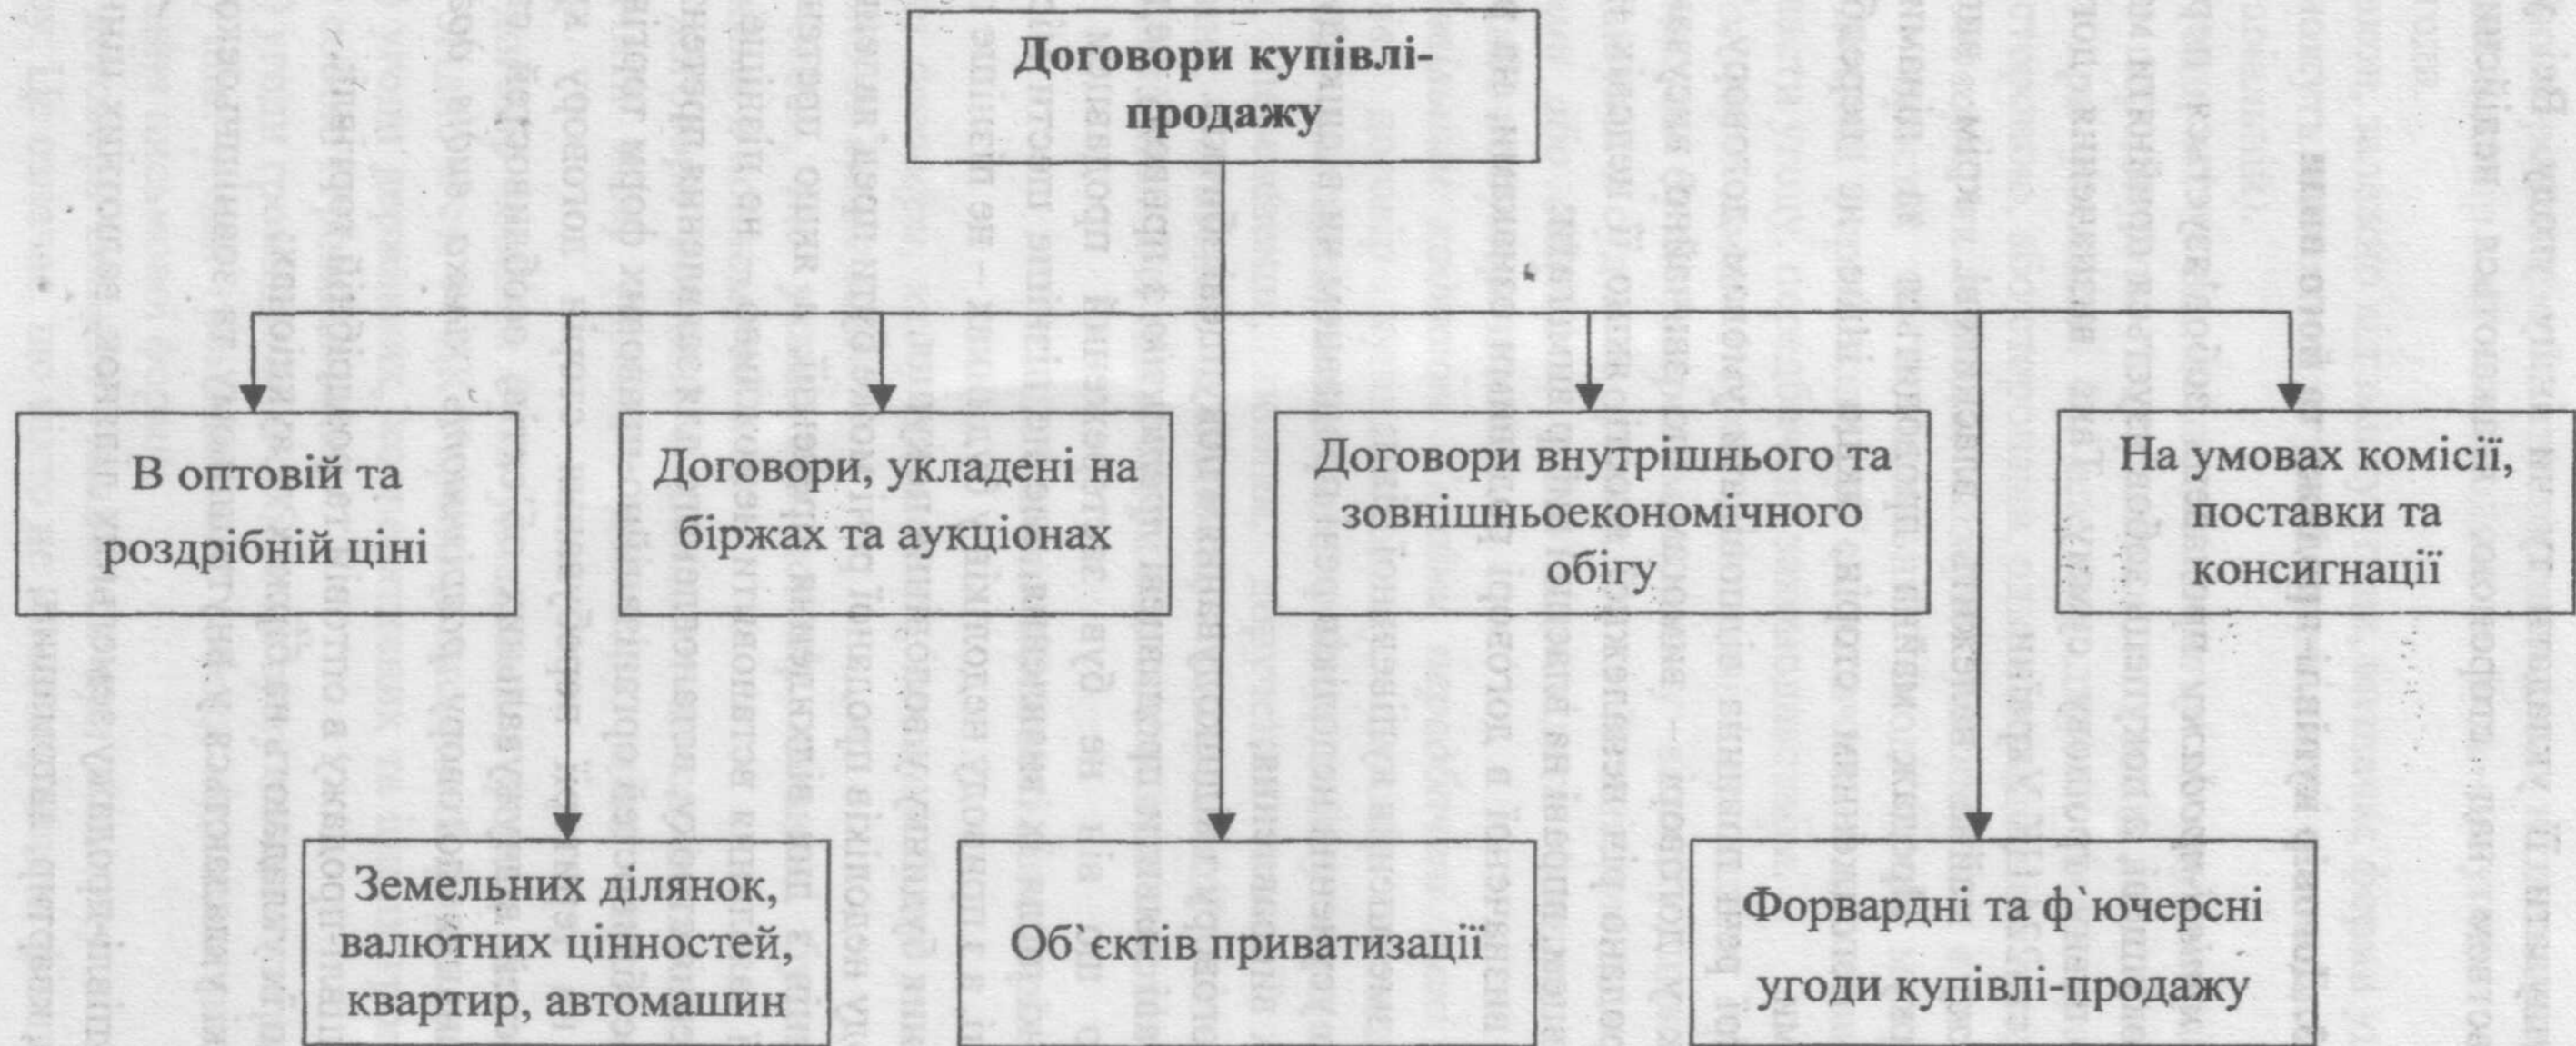 Договори купівлі-
продажу
В оптовій та
роздрібній ціні
Договори, укладені на
біржах та аукціонах
Договори внутрішнього та
зовнішньоекономічного
обігу
На умовах комісії,
поставки та
консигнації
Земельних ділянок,
валютних цінностей,
квартир, автомашин
Об`єктів приватизації
Форвардні та ф`ючерсні
угоди купівлі-продажу